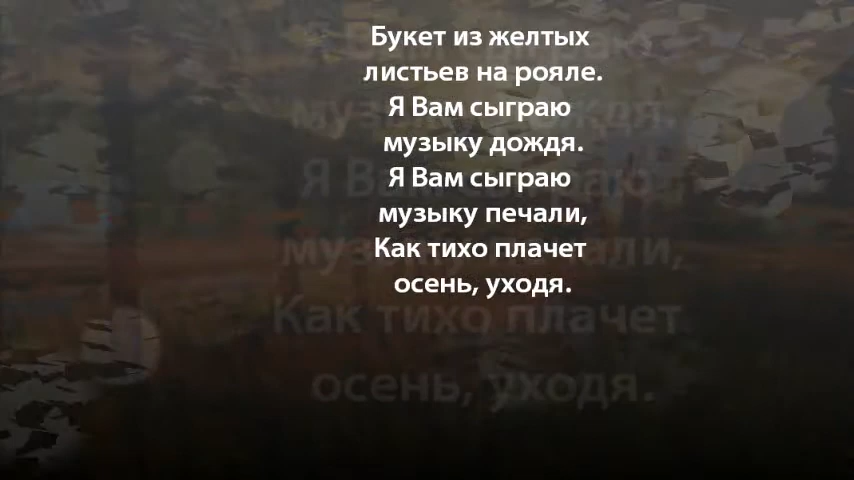 Букет из желтых
листьев на рояле.
Я Вам сыграю
музыку дождя.
Я Вам сыграю
музыку печали,
Как тихо плачет
осень, уходя.